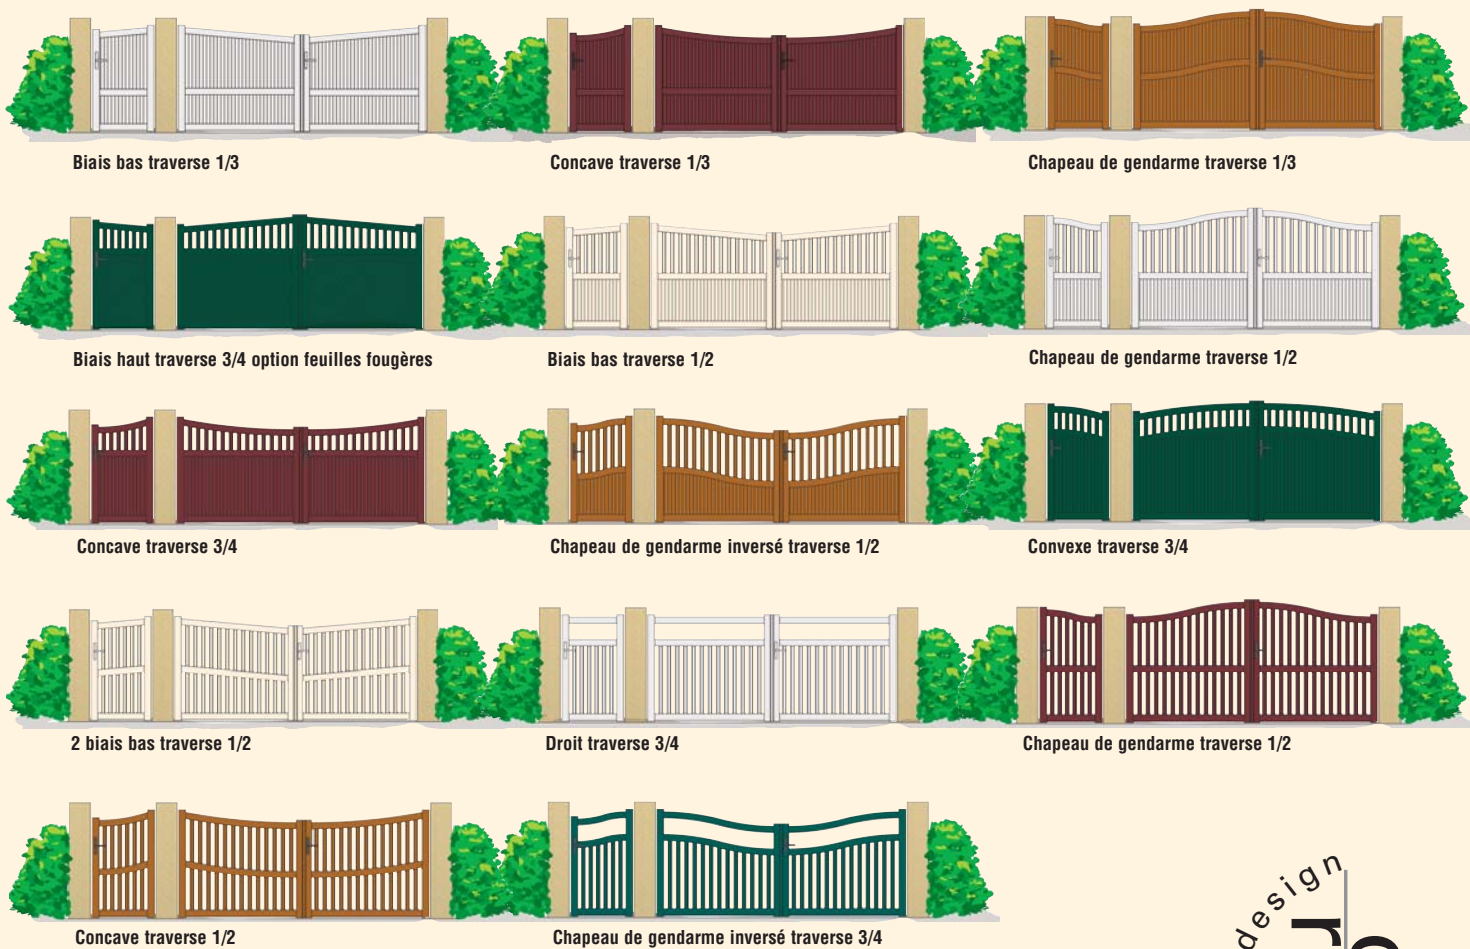 Biais bas traverse 1/3
Concave traverse 1/3
Chapeau de gendarme traverse 1/3
Biais haut traverse 3/4 option feuilles fougères
Biais bas traverse 1/2
Chapeau de gendarme traverse 1/2
Concave traverse 3/4
Chapeau de gendarme inversé traverse 1/2
Convexe traverse 3/4
2 biais bas traverse 1/2
Droit traverse 3/4
Chapeau de gendarme traverse 1/2
Concave traverse 1/2
Chapeau de gendarme inversé traverse 3/4
design